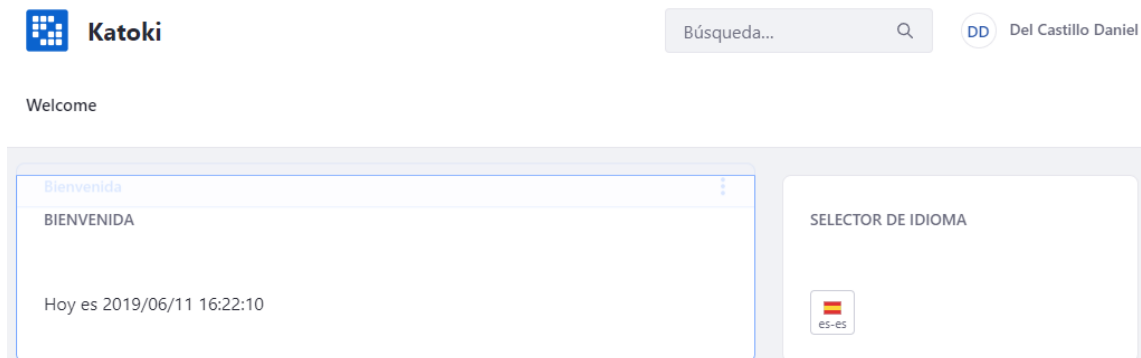 Katoki
Búsqueda...
DD
Del Castillo Daniel
Welcome
Bienvenida
BIENVENIDA
Hoy es 2019/06/11 16:22:10
SELECTOR DE IDIOMA
es-es